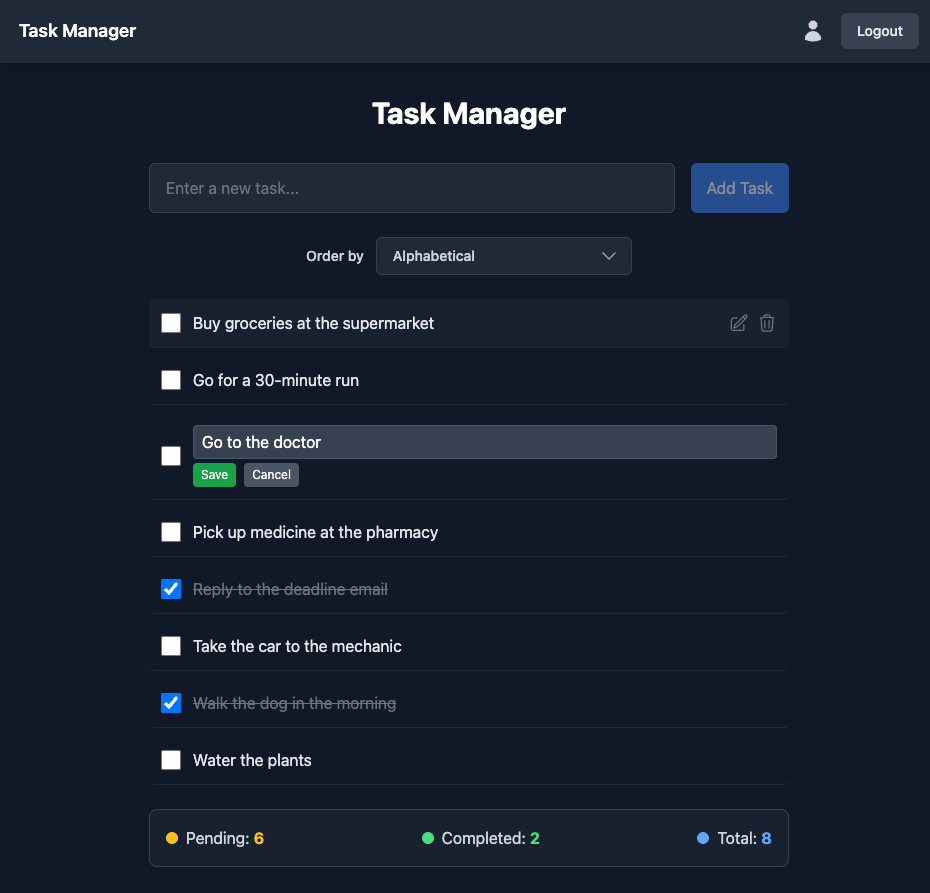 Task Manager
Logout
Task Manager
Enter a new task...
Add Task
Order by
Alphabetical
Buy groceries at the supermarket
Go for a 30-minute run
Go to the doctor
Save
Cancel
Pick up medicine at the pharmacy
Reply to the deadline email
Take the car to the mechanic
Walk the dog in the morning
Water the plants
Pending: 6
Completed: 2
Total: 8